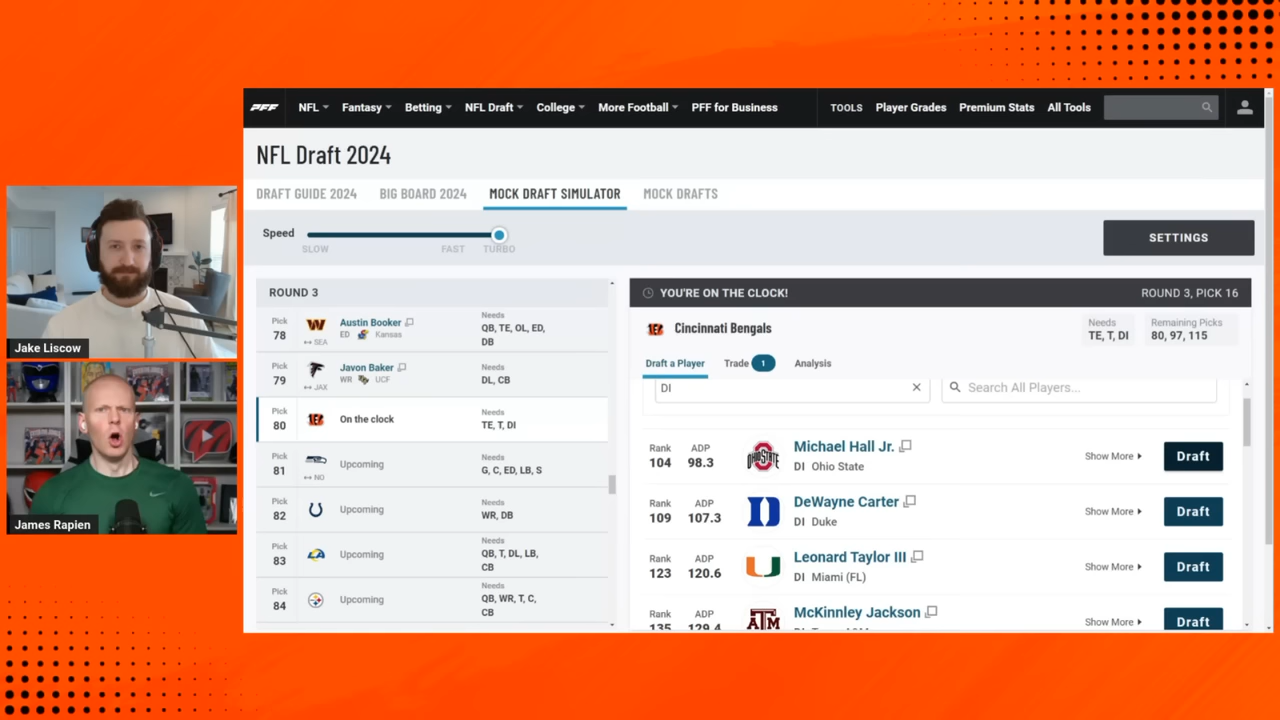 PFF NFL Fantasy Betting NFL Draft College More Football PFF for Business TOOLS Player Grades Premium Stats All Tools
NFL Draft 2024
DRAFT GUIDE 2024 BIG BOARD 2024 MOCK DRAFT SIMULATOR MOCK DRAFTS
Speed
SLOW FAST TURBO
SETTINGS
Jake Liscow
James Rapien
ROUND 3
Pick 78 W Austin Booker ED Kansas Needs QB, TE, OL, ED, DB
↔ SEA
Pick 79 Javon Baker WR UCF Needs DL, CB
↔ JAX
Pick 80 On the clock Needs TE, T, DI
Pick 81 Upcoming Needs G, C, ED, LB, S
↔ NO
Pick 82 Upcoming Needs WR, DB
Pick 83 Upcoming Needs QB, T, DL, LB, CB
Pick 84 Upcoming Needs QB, WR, T, C, CB
YOU'RE ON THE CLOCK! ROUND 3, PICK 16
Cincinnati Bengals Needs TE, T, DI Remaining Picks 80, 97, 115
Draft a Player Trade 1 Analysis
DI × Search All Players...
Rank 104 ADP 98.3 OHIO STATE Michael Hall Jr. DI Ohio State Show More Draft
Rank 109 ADP 107.3 D DeWayne Carter DI Duke Show More Draft
Rank 123 ADP 120.6 Leonard Taylor III DI Miami (FL) Show More Draft
Rank 135 ADP 129.4 ATM McKinnley Jackson Show More Draft